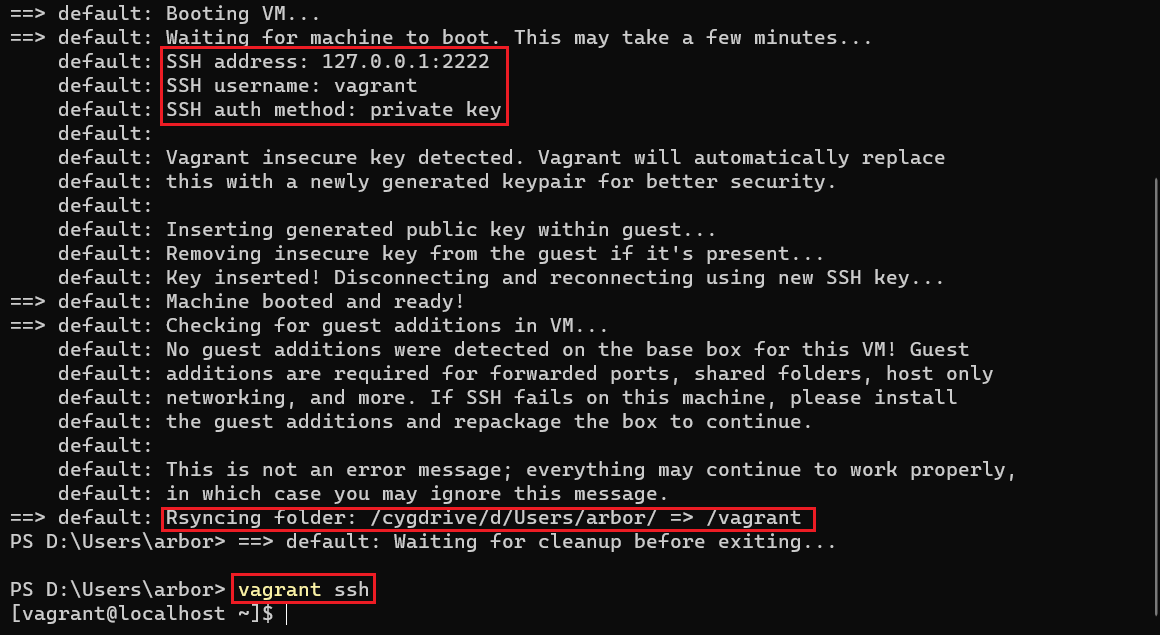 ==> default: Booting VM...
==> default: Waiting for machine to boot. This may take a few minutes...
    default: SSH address: 127.0.0.1:2222
    default: SSH username: vagrant
    default: SSH auth method: private key
    default:
    default: Vagrant insecure key detected. Vagrant will automatically replace
    default: this with a newly generated keypair for better security.
    default:
    default: Inserting generated public key within guest...
    default: Removing insecure key from the guest if it's present...
    default: Key inserted! Disconnecting and reconnecting using new SSH key...
==> default: Machine booted and ready!
==> default: Checking for guest additions in VM...
    default: No guest additions were detected on the base box for this VM! Guest
    default: additions are required for forwarded ports, shared folders, host only
    default: networking, and more. If SSH fails on this machine, please install
    default: the guest additions and repackage the box to continue.
    default:
    default: This is not an error message; everything may continue to work properly,
    default: in which case you may ignore this message.
==> default: Rsyncing folder: /cygdrive/d/Users/arbor/ => /vagrant
PS D:\Users\arbor> ==> default: Waiting for cleanup before exiting...

PS D:\Users\arbor> vagrant ssh
[vagrant@localhost ~]$